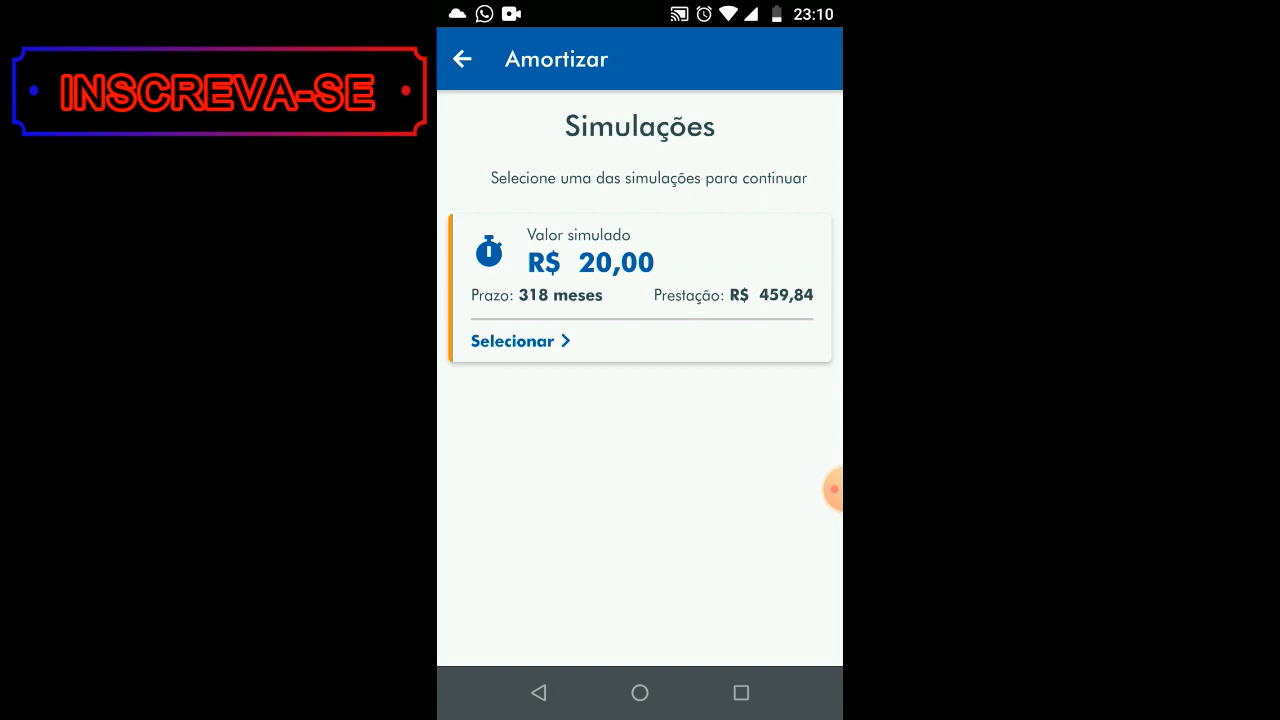 INSCREVA-SE
23:10
Amortizar
Simulações
Selecione uma das simulações para continuar
Valor simulado
R$ 20,00
Prazo: 318 meses Prestação: R$ 459,84
Selecionar